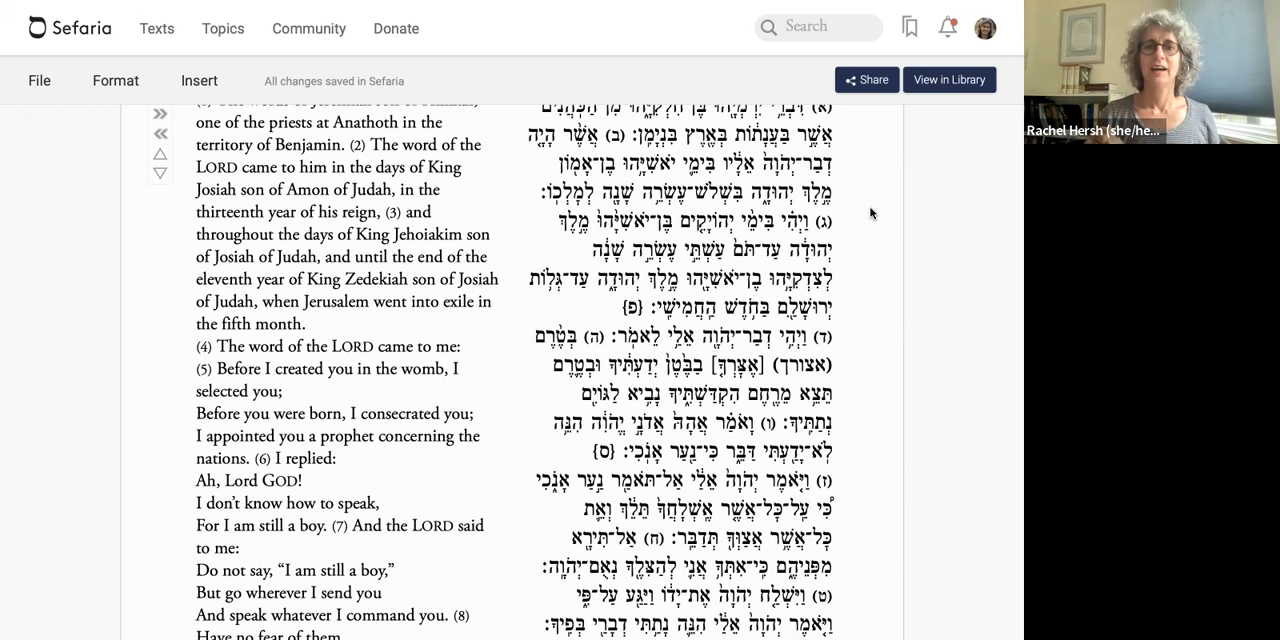 Sefaria
Texts
Topics
Community
Donate
Search
File
Format
Insert
All changes saved in Sefaria
Share
View in Library
one of the priests at Anathoth in the
territory of Benjamin. (2) The word of the
LORD came to him in the days of King
Josiah son of Amon of Judah, in the
thirteenth year of his reign, (3) and
throughout the days of King Jehoiakim son
of Josiah of Judah, and until the end of the
eleventh year of King Zedekiah son of Josiah
of Judah, when Jerusalem went into exile in
the fifth month.
(4) The word of the LORD came to me:
(5) Before I created you in the womb, I
selected you;
Before you were born, I consecrated you;
I appointed you a prophet concerning the
nations. (6) I replied:
Ah, Lord GOD!
I don’t know how to speak,
For I am still a boy. (7) And the LORD said
to me:
Do not say, “I am still a boy,”
But go wherever I send you
And speak whatever I command you. (8)
Have no fear of them
(א) דִּבְרֵ֥י יִרְמְיָ֖הוּ בֶּן־חִלְקִיָּ֑הוּ מִן־הַכֹּ֣הֲנִ֔ים
אֲשֶׁ֥ר בַּעֲנָת֖וֹת בְּאֶ֥רֶץ בִּנְיָמִֽן׃ (ב) אֲשֶׁ֨ר הָיָ֤ה
דְבַר־יְהֹוָה֙ אֵלָ֔יו בִּימֵ֛י יֹאשִׁיָּ֥הוּ בֶן־אָמ֖וֹן
מֶ֣לֶךְ יְהוּדָ֑ה בִּשְׁלֹשׁ־עֶשְׂרֵ֥ה שָׁנָ֖ה לְמׇלְכֽוֹ׃
(ג) וַיְהִ֗י בִּימֵ֨י יְהוֹיָקִ֤ים בֶּן־יֹאשִׁיָּ֙הוּ֙ מֶ֣לֶךְ
יְהוּדָ֔ה עַד־תֹּם֙ עַשְׁתֵּ֣י עֶשְׂרֵ֣ה שָׁנָ֔ה
לְצִדְקִיָּ֥הוּ בֶן־יֹאשִׁיָּ֖הוּ מֶ֣לֶךְ יְהוּדָ֑ה עַד־גְּל֥וֹת
יְרוּשָׁלַ֖͏ִם בַּחֹ֥דֶשׁ הַחֲמִישִֽׁי׃ {פ}
(ד) וַיְהִ֥י דְבַר־יְהֹוָ֖ה אֵלַ֥י לֵאמֹֽר׃ (ה) בְּטֶ֨רֶם
(אצורך) [אֶצׇּרְךָ֤] בַבֶּ֙טֶן֙ יְדַעְתִּ֔יךָ וּבְטֶ֛רֶם
תֵּצֵ֥א מֵרֶ֖חֶם הִקְדַּשְׁתִּ֑יךָ נָבִ֥יא לַגּוֹיִ֖ם
נְתַתִּֽיךָ׃ (ו) וָאֹמַ֗ר אֲהָהּ֙ אֲדֹנָ֣י יֱהֹוִ֔ה הִנֵּ֥ה
לֹא־יָדַ֖עְתִּי דַּבֵּ֑ר כִּי־נַ֖עַר אָנֹֽכִי׃ {ס}
(ז) וַיֹּ֤אמֶר יְהֹוָה֙ אֵלַ֔י אַל־תֹּאמַ֖ר נַ֣עַר אָנֹ֑כִי
כִּ֠י עַֽל־כׇּל־אֲשֶׁ֤ר אֶֽשְׁלָחֲךָ֙ תֵּלֵ֔ךְ וְאֵ֛ת
כׇּל־אֲשֶׁ֥ר אֲצַוְּךָ֖ תְּדַבֵּֽר׃ (ח) אַל־תִּירָ֖א
מִפְּנֵיהֶ֑ם כִּֽי־אִתְּךָ֥ אֲנִ֛י לְהַצִּלֶ֖ךָ נְאֻם־יְהֹוָֽה׃
(ט) וַיִּשְׁלַ֤ח יְהֹוָה֙ אֶת־יָד֔וֹ וַיַּגַּ֖ע עַל־פִּ֑י
וַיֹּ֤אמֶר יְהֹוָה֙ אֵלַ֔י הִנֵּ֛ה נָתַ֥תִּי דְבָרַ֖י בְּפִֽיךָ׃
Rachel Hersh (she/he...